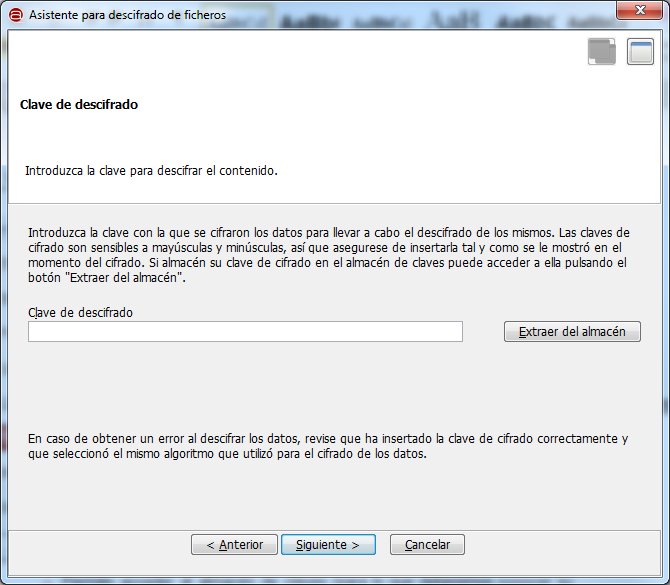 Asistente para descifrado de ficheros
Clave de descifrado
Introduzca la clave para descifrar el contenido.
Introduzca la clave con la que se cifraron los datos para llevar a cabo el descifrado de los mismos. Las claves de
cifrado son sensibles a mayúsculas y minúsculas, así que asegurese de insertarla tal y como se le mostró en el
momento del cifrado. Si almacén su clave de cifrado en el almacén de claves puede acceder a ella pulsando el
botón "Extraer del almacén".
Clave de descifrado
Extraer del almacén
En caso de obtener un error al descifrar los datos, revise que ha insertado la clave de cifrado correctamente y
que seleccionó el mismo algoritmo que utilizó para el cifrado de los datos.
< Anterior
Siguiente >
Cancelar